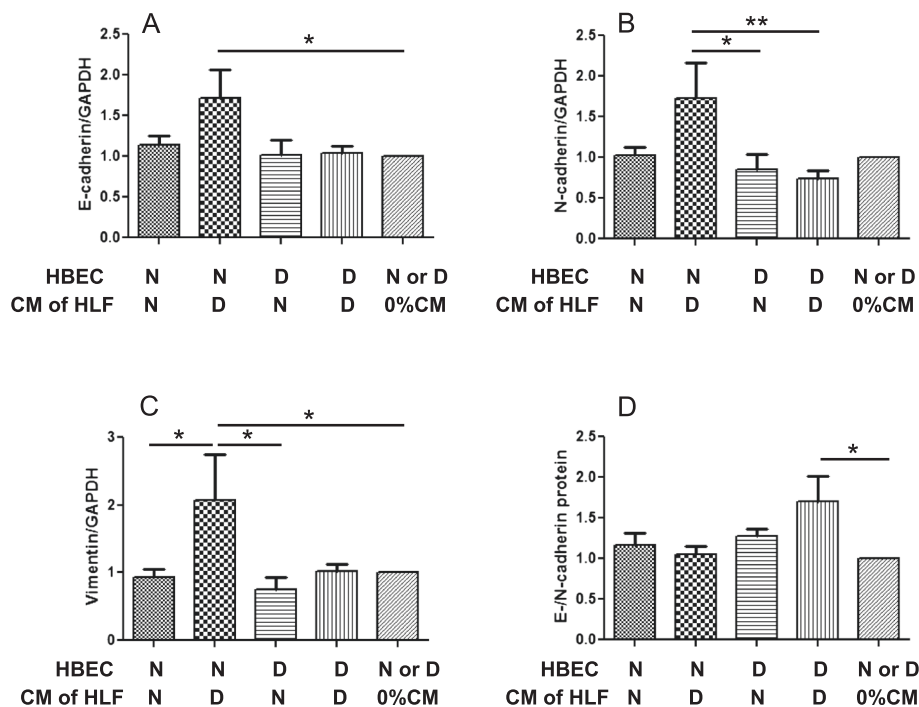 A
*
E-cadherin/GAPDH
2.5
2.0
1.5
1.0
0.5
0.0
HBEC N N D D N or D
CM of HLF N D N D 0%CM
B
**
*
N-cadherin/GAPDH
2.5
2.0
1.5
1.0
0.5
0.0
HBEC N N D D N or D
CM of HLF N D N D 0%CM
C
*
* *
Vimentin/GAPDH
3
2
1
0
HBEC N N D D N or D
CM of HLF N D N D 0%CM
D
*
E-/N-cadherin protein
2.5
2.0
1.5
1.0
0.5
0.0
HBEC N N D D N or D
CM of HLF N D N D 0%CM